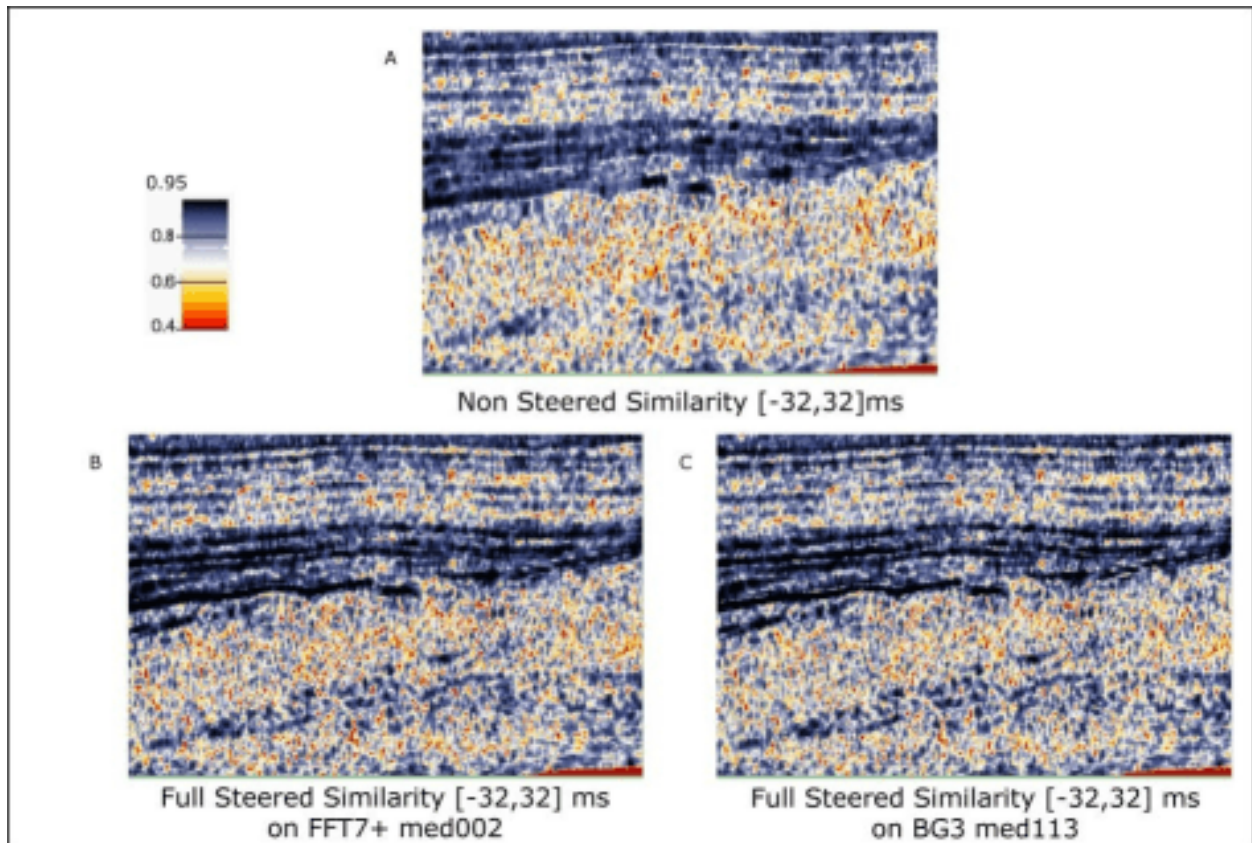 A
0.95
0.8
0.6
0.4
Non Steered Similarity [-32,32]ms
B
C
Full Steered Similarity [-32,32] ms
on FFT7+ med002
Full Steered Similarity [-32,32] ms
on BG3 med113